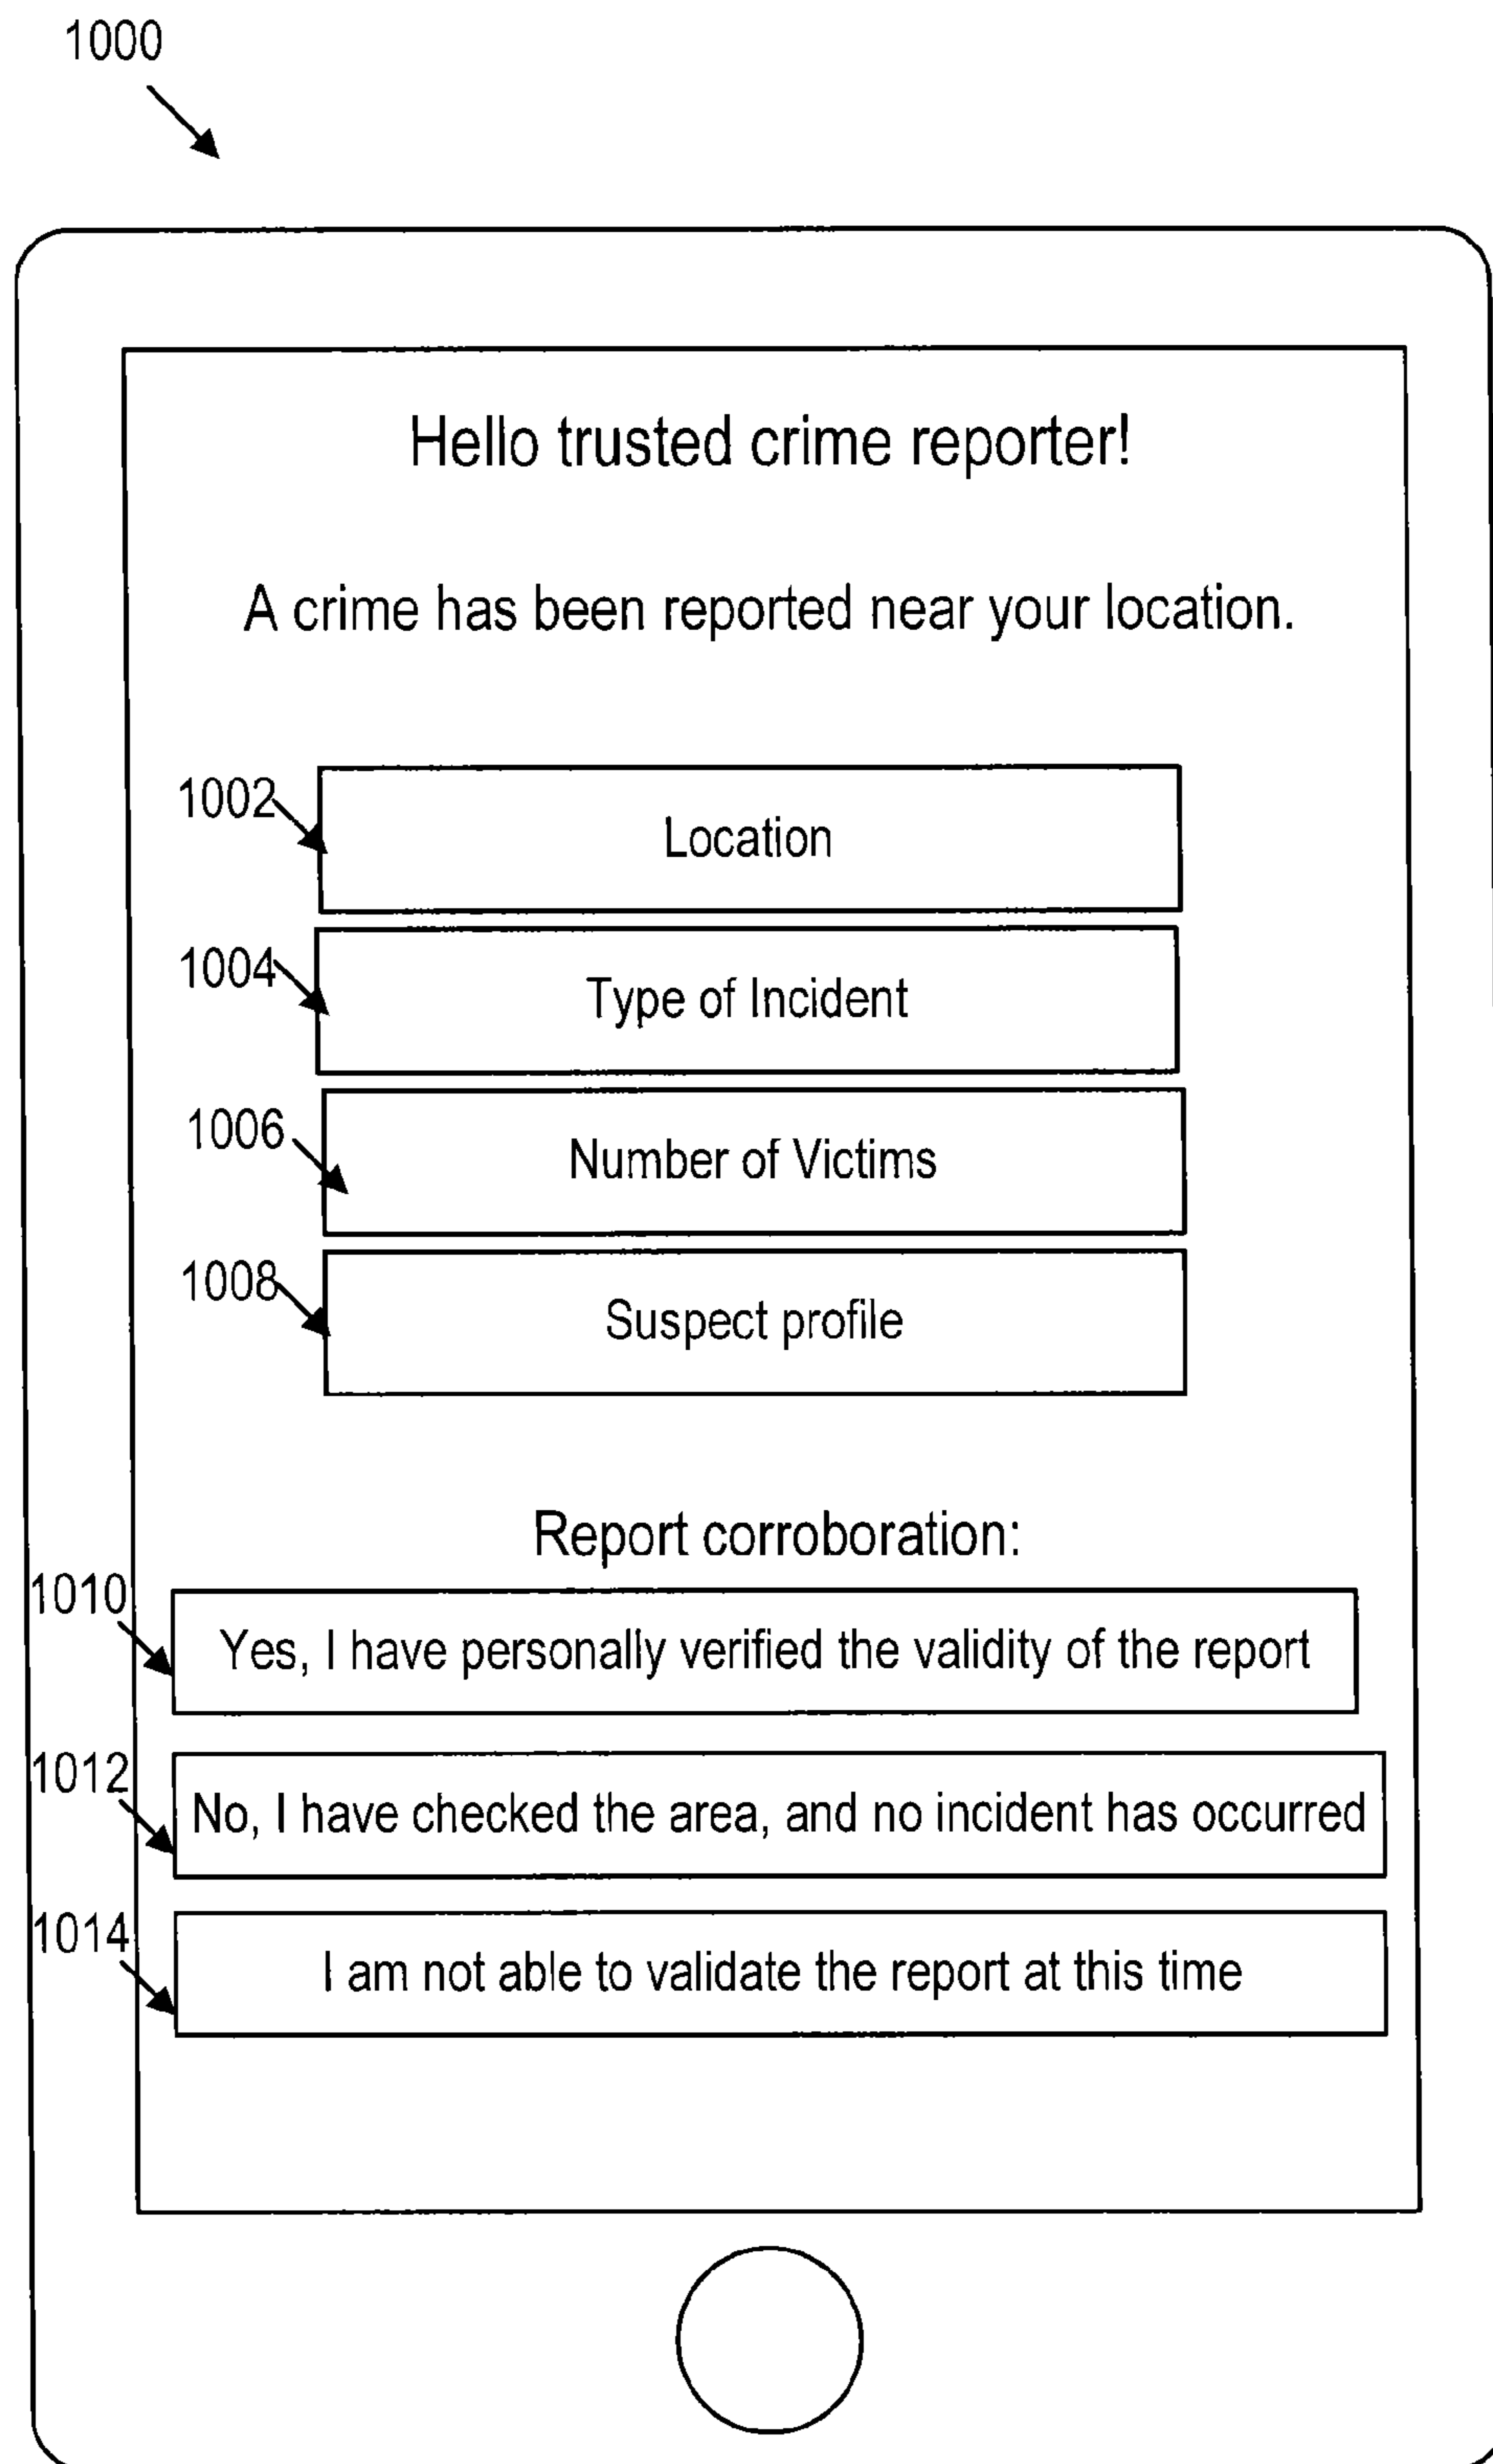 1000
Hello trusted crime reporter!
A crime has been reported near your location.
1002
Location
1004
Type of Incident
1006
Number of Victims
1008
Suspect profile
Report corroboration:
1010
Yes, I have personally verified the validity of the report
1012
No, I have checked the area, and no incident has occurred
1014
I am not able to validate the report at this time